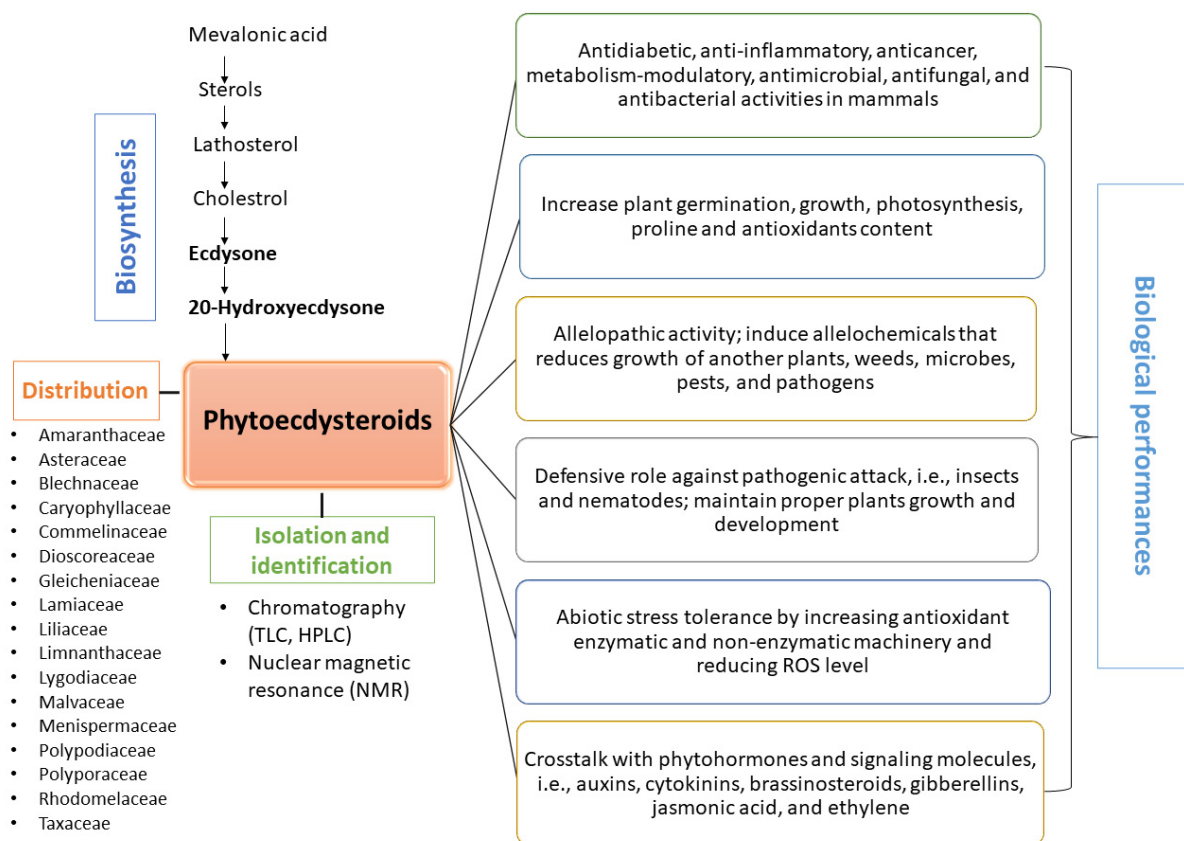 Mevalonic acid
Sterols
Lathosterol
Cholestrol
Ecdysone
20-Hydroxyecdysone
Biosynthesis
Phytoecdysteroids
Distribution
• Amaranthaceae
• Asteraceae
• Blechnaceae
• Caryophyllaceae
• Commelinaceae
• Dioscoreaceae
• Gleicheniaceae
• Lamiaceae
• Liliaceae
• Limnanthaceae
• Lygodiaceae
• Malvaceae
• Menispermaceae
• Polypodiaceae
• Polyporaceae
• Rhodomelaceae
• Taxaceae
Isolation and
identification
• Chromatography
(TLC, HPLC)
• Nuclear magnetic
resonance (NMR)
Antidiabetic, anti-inflammatory, anticancer,
metabolism-modulatory, antimicrobial, antifungal, and
antibacterial activities in mammals
Increase plant germination, growth, photosynthesis,
proline and antioxidants content
Allelopathic activity; induce allelochemicals that
reduces growth of another plants, weeds, microbes,
pests, and pathogens
Defensive role against pathogenic attack, i.e., insects
and nematodes; maintain proper plants growth and
development
Abiotic stress tolerance by increasing antioxidant
enzymatic and non-enzymatic machinery and
reducing ROS level
Crosstalk with phytohormones and signaling molecules,
i.e., auxins, cytokinins, brassinosteroids, gibberellins,
jasmonic acid, and ethylene
Biological performances